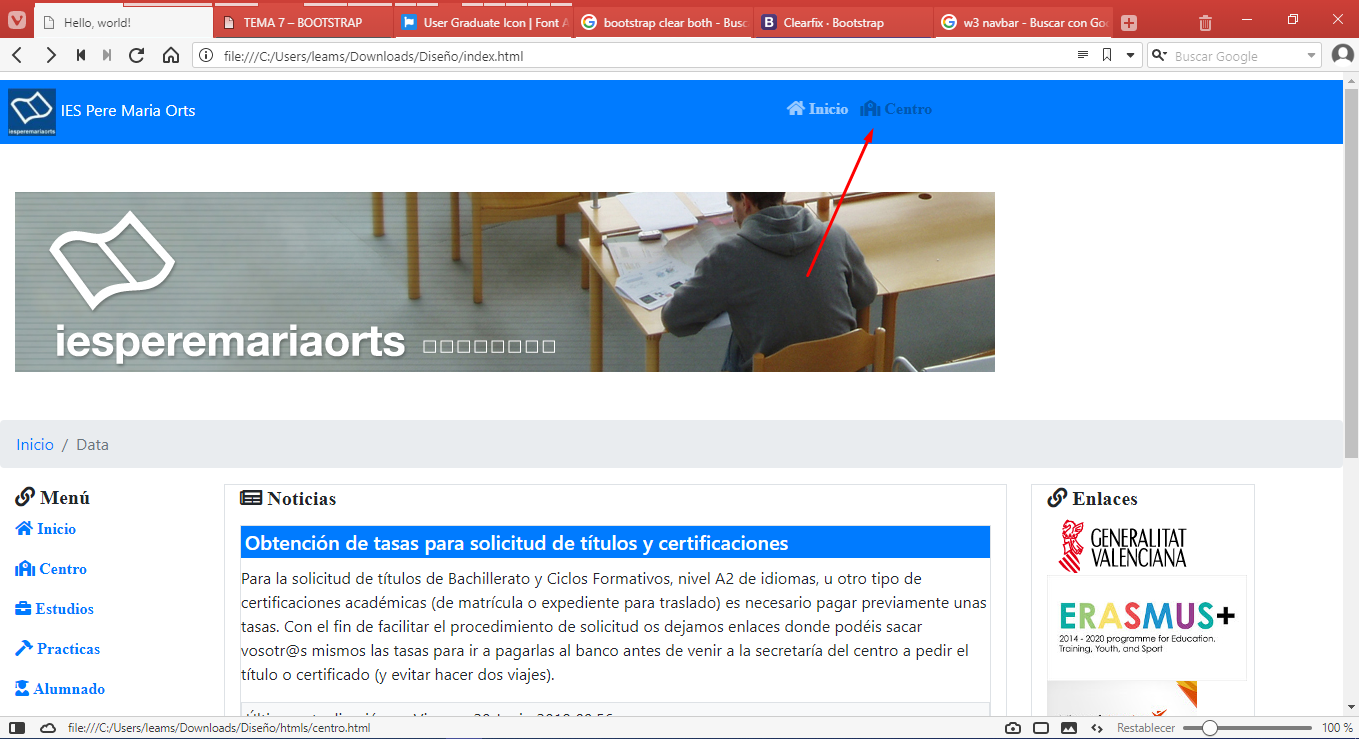 Hello, world!
TEMA 7 – BOOTSTRAP
User Graduate Icon | Font A
bootstrap clear both - Busc
Clearfix - Bootstrap
w3 navbar - Buscar con Goo
file:///C:/Users/leams/Downloads/Diseño/index.html
Buscar Google
iesperemariaorts
IES Pere Maria Orts
Inicio
Centro
iesperemariaorts
Inicio / Data
Menú
Inicio
Centro
Estudios
Practicas
Alumnado
Noticias
Obtención de tasas para solicitud de títulos y certificaciones
Para la solicitud de títulos de Bachillerato y Ciclos Formativos, nivel A2 de idiomas, u otro tipo de
certificaciones académicas (de matrícula o expediente para traslado) es necesario pagar previamente unas
tasas. Con el fin de facilitar el procedimiento de solicitud os dejamos enlaces donde podéis sacar
vosotr@s mismos las tasas para ir a pagarlas al banco antes de venir a la secretaría del centro a pedir el
título o certificado (y evitar hacer dos viajes).
Enlaces
GENERALITAT
VALENCIANA
ERASMUS+
2014 - 2020 programme for Education,
Training, Youth, and Sport
file:///C:/Users/leams/Downloads/Diseño/htmls/centro.html
Restablecer
100 %